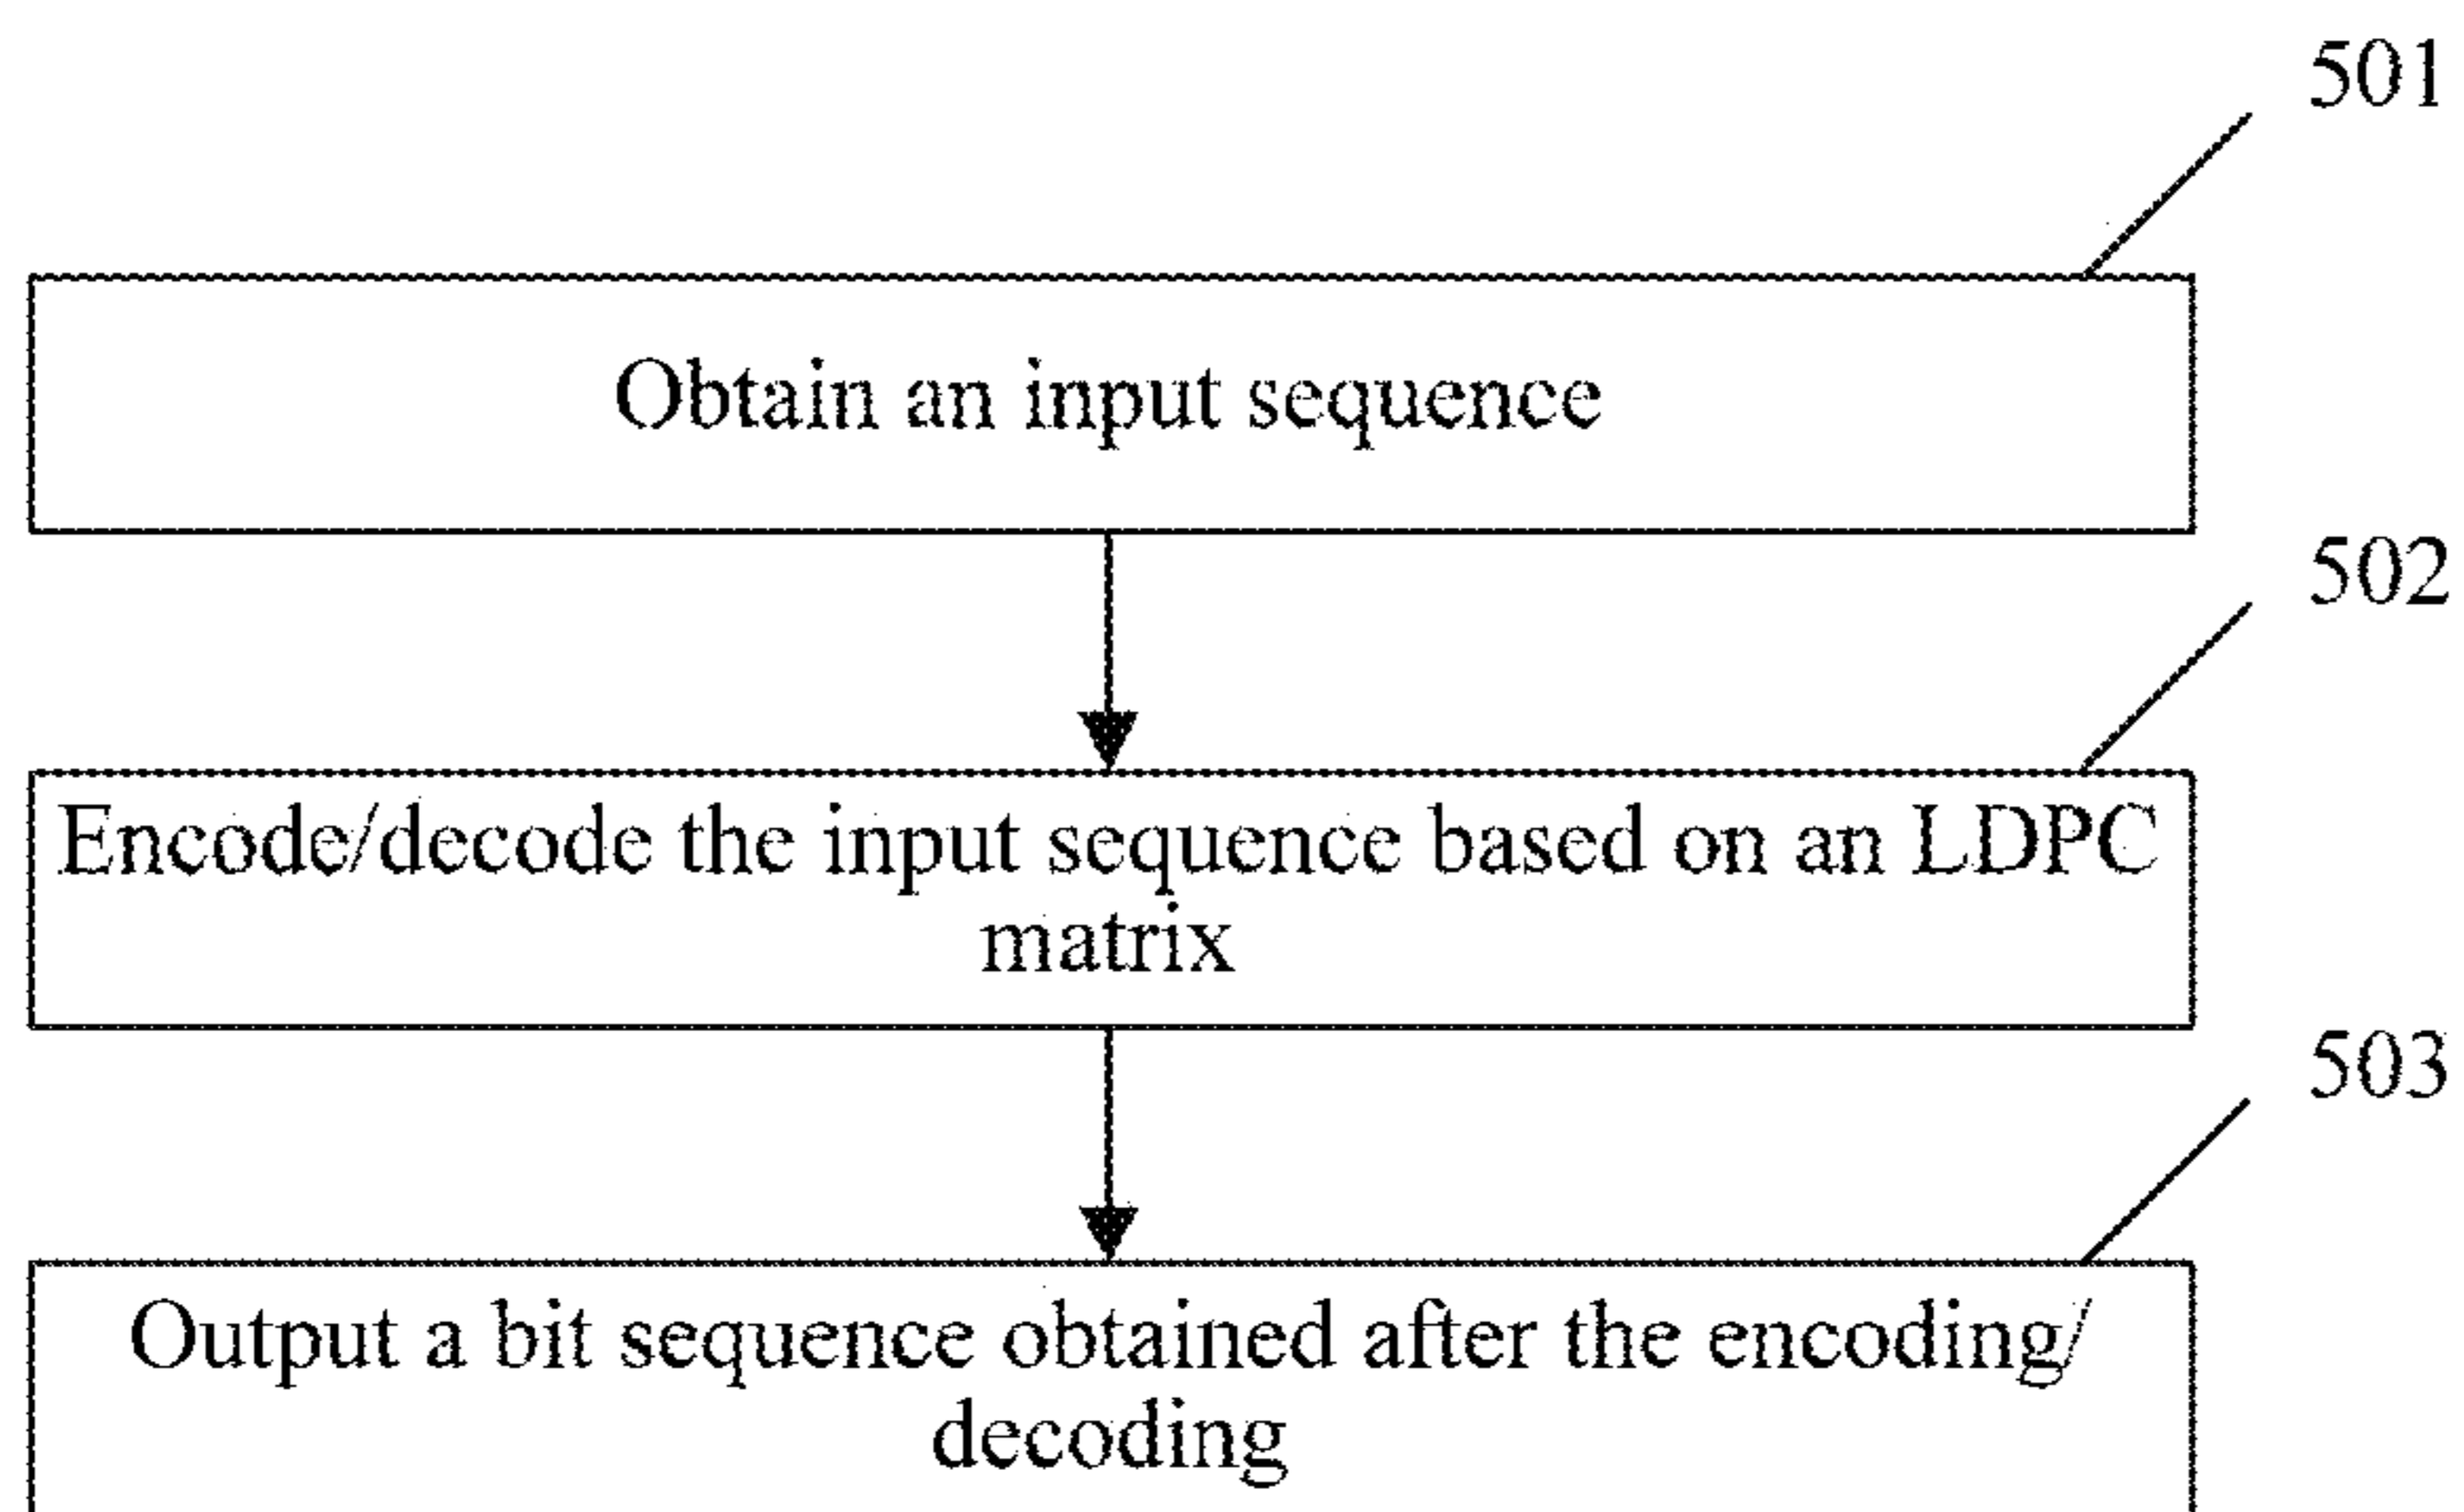 501
Obtain an input sequence
502
Encode/decode the input sequence based on an LDPC
matrix
503
Output a bit sequence obtained after the encoding/
decoding